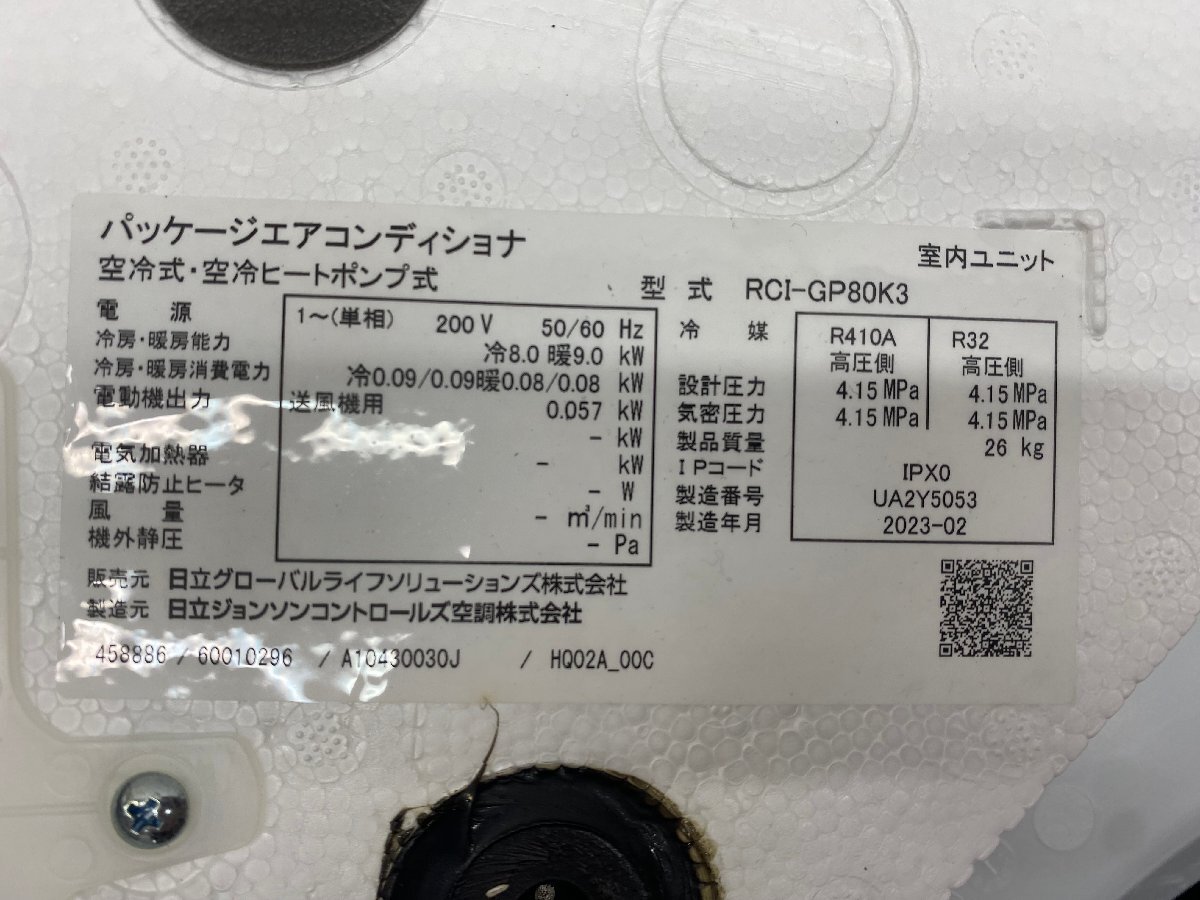 パッケージエアコンディショナ
空冷式・空冷ヒートポンプ式
室内ユニット
型 式 RCI-GP80K3
電 源 1〜(単相) 200 V 50/60 Hz
冷房・暖房能力 冷8.0 暖9.0 kW
冷房・暖房消費電力 冷0.09/0.09暖0.08/0.08 kW
電動機出力 送風機用 0.057 kW
- kW
電気加熱器 - kW
結露防止ヒータ - W
風 量 - ㎥/min
機外静圧 - Pa
冷 媒 R410A R32
高圧側 高圧側
設計圧力 4.15 MPa 4.15 MPa
気密圧力 4.15 MPa 4.15 MPa
製品質量 26 kg
IPコード IPX0
製造番号 UA2Y5053
製造年月 2023-02
販売元 日立グローバルライフソリューションズ株式会社
製造元 日立ジョンソンコントロールズ空調株式会社
458886 / 60010296 / A10430030J / HQ02A_00C